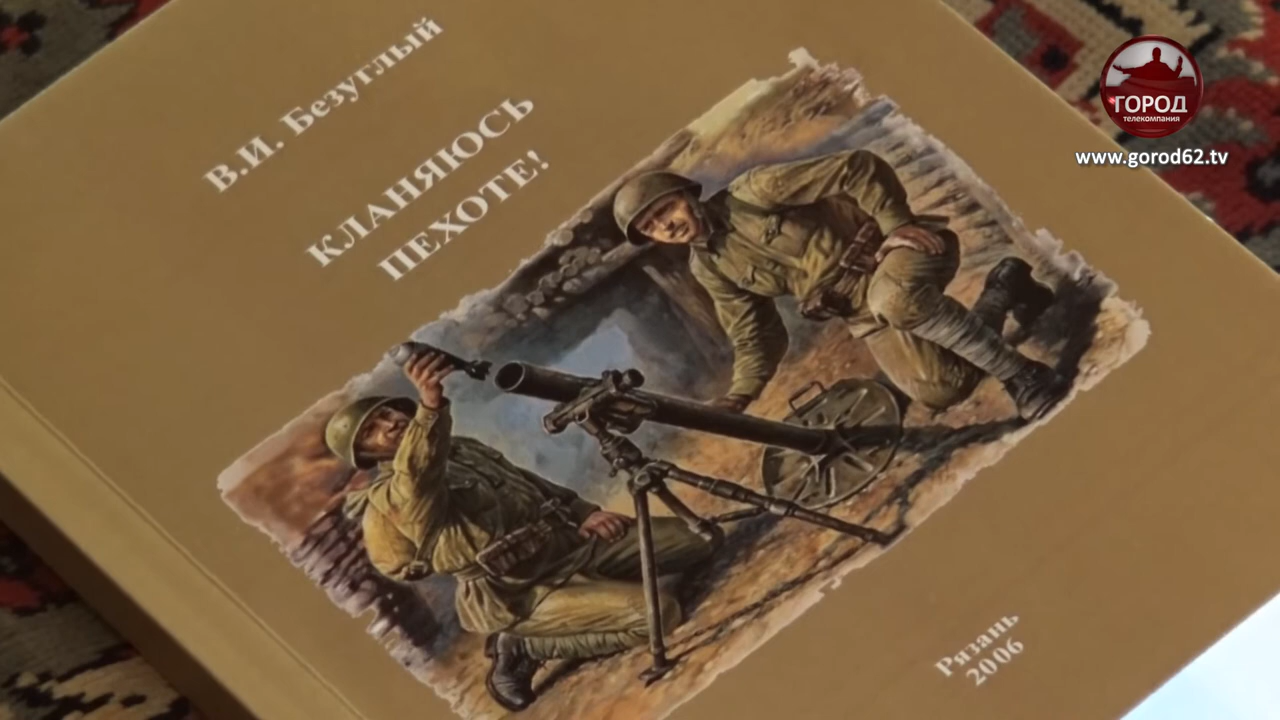 В.И. Безуглый
КЛАНЯЮСЬ
ПЕХОТЕ!
Рязань
2006
ГОРОД
телекомпания
www.gorod62.tv